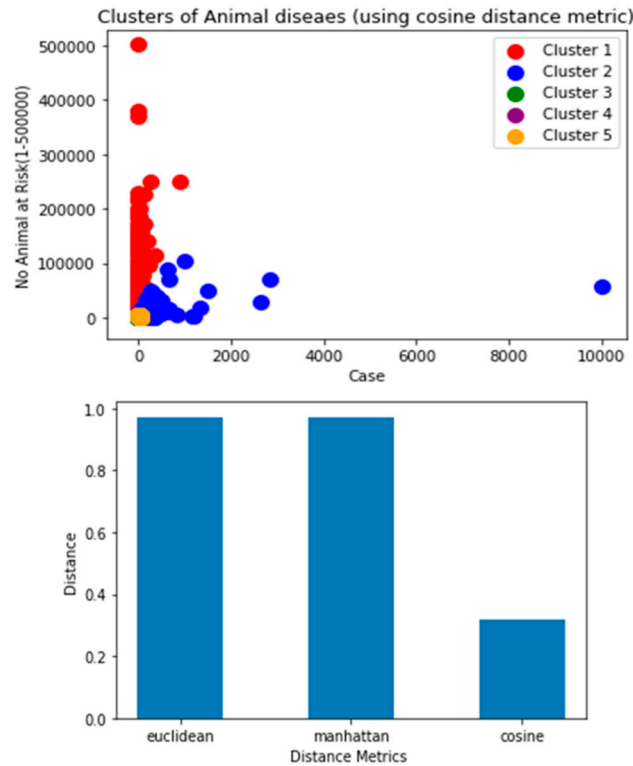 Clusters of Animal diseaes (using cosine distance metric)
500000
400000
300000
200000
100000
0
No Animal at Risk(1-500000)
Cluster 1
Cluster 2
Cluster 3
Cluster 4
Cluster 5
0 2000 4000 6000 8000 10000
Case
1.0
0.8
0.6
0.4
0.2
0.0
Distance
euclidean manhattan cosine
Distance Metrics